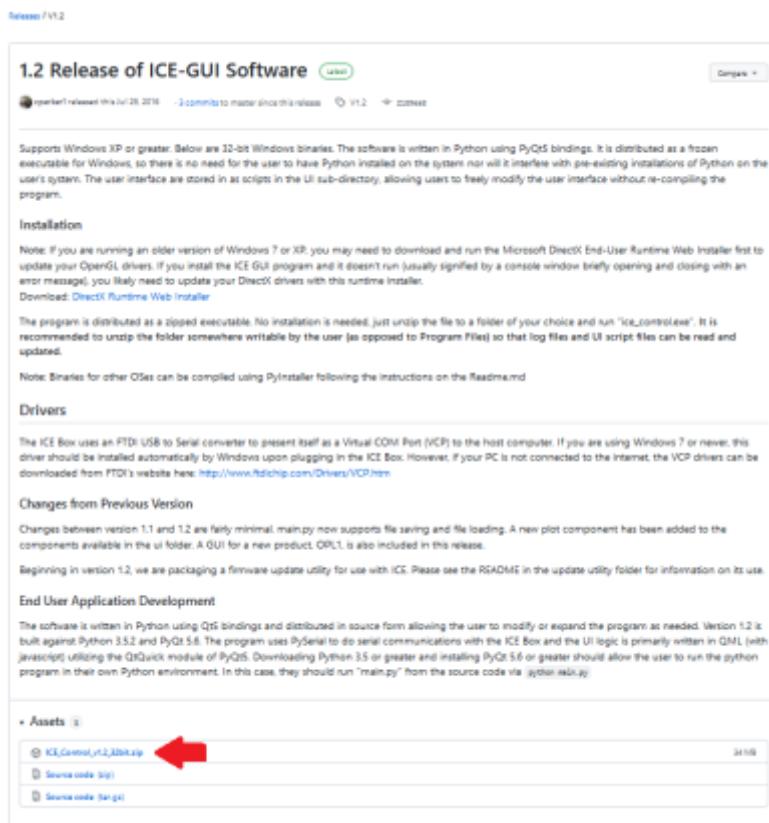 Releases / V1.2
1.2 Release of ICE-GUI Software Latest
Compare
released this Jul 28, 2016 · 3 commits to master since this release V1.2
Supports Windows XP or greater. Below are 32-bit Windows binaries. The software is written in Python using PyQt5 bindings. It is distributed as a frozen
executable for Windows, so there is no need for the user to have Python installed on the system nor will it interfere with pre-existing installations of Python on the
user's system. The user interface are stored in as scripts in the UI sub-directory, allowing users to freely modify the user interface without re-compiling the
program.
Installation
Note: If you are running an older version of Windows 7 or XP, you may need to download and run the Microsoft DirectX End-User Runtime Web Installer first to
update your OpenGL drivers. If you install the ICE GUI program and it doesn't run (usually signified by a console window briefly opening and closing with an
error message), you likely need to update your DirectX drivers with this runtime installer.
Download: DirectX Runtime Web Installer
The program is distributed as a zipped executable. No installation is needed, just unzip the file to a folder of your choice and run "ice_control.exe". It is
recommended to unzip the folder somewhere writable by the user (as opposed to Program Files) so that log files and UI script files can be read and
updated.
Note: Binaries for other OSes can be compiled using PyInstaller following the instructions on the Readme.md
Drivers
The ICE Box uses an FTDI USB to Serial converter to present itself as a Virtual COM Port (VCP) to the host computer. If you are using Windows 7 or newer, this
driver should be installed automatically by Windows upon plugging in the ICE Box. However, if your PC is not connected to the internet, the VCP drivers can be
downloaded from FTDI's website here: http://www.ftdichip.com/Drivers/VCP.htm
Changes from Previous Version
Changes between version 1.1 and 1.2 are fairly minimal. main.py now supports file saving and file loading. A new plot component has been added to the
components available in the ui folder. A GUI for a new product, OPL1, is also included in this release.
Beginning in version 1.2, we are packaging a firmware update utility for use with ICE. Please see the README in the update utility folder for information on its use.
End User Application Development
The software is written in Python using Qt5 bindings and distributed in source form allowing the user to modify or expand the program as needed. Version 1.2 is
built against Python 3.5.2 and PyQt 5.6. The program uses PySerial to do serial communications with the ICE Box and the UI logic is primarily written in QML (with
javascript) utilizing the QtQuick module of PyQt5. Downloading Python 3.5 or greater and installing PyQt 5.6 or greater should allow the user to run the python
program in their own Python environment. In this case, they should run "main.py" from the source code via python main.py
Assets 3
ICE_Control_v1.2_32bit.zip
Source code (zip)
Source code (tar.gz)